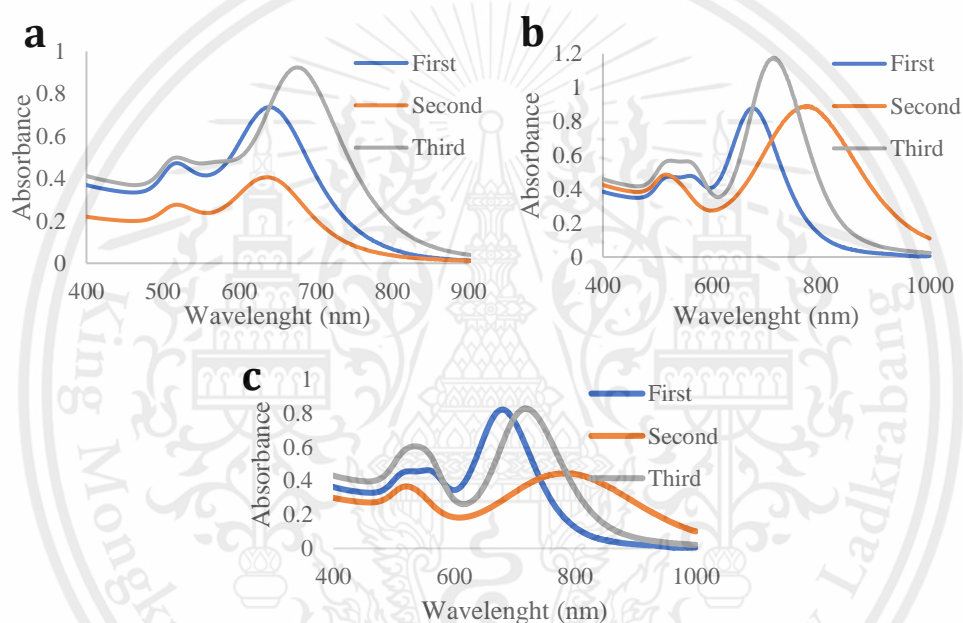 a
1
0.8
0.6
0.4
0.2
0
Absorbance
400 500 600 700 800 900
Wavelenght (nm)
First
Second
Third
b
1.2
1
0.8
0.6
0.4
0.2
0
Absorbance
400 600 800 1000
Wavelenght (nm)
First
Second
Third
c
1
0.8
0.6
0.4
0.2
0
Absorbance
400 600 800 1000
Wavelenght (nm)
First
Second
Third
King Mongk
Ladkrabang